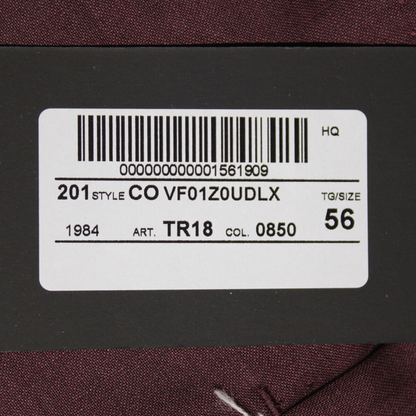 HQ
000000000001561909
201 STYLE CO VF01Z0UDLX TG/SIZE
56
1984 ART. TR18 COL. 0850